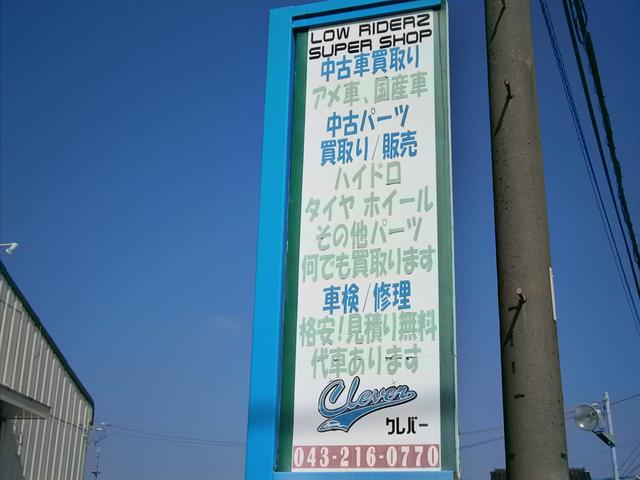 LOW RIDERZ
SUPER SHOP
中古車買取り
アメ車、国産車
中古パーツ
買取り/販売
ハイドロ
タイヤ ホイール
その他パーツ
何でも買取ります
車検/修理
格安!見積り無料
代車あります
Clever
クレバー
043-216-0770